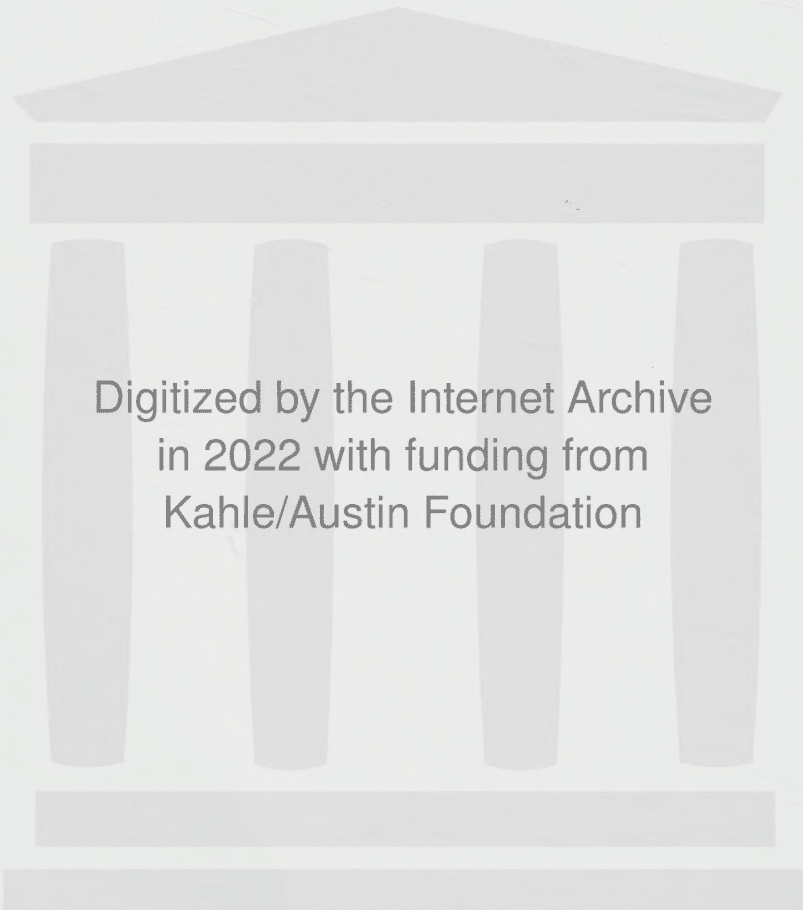 Digitized by the Internet Archive
in 2022 with funding from
Kahle/Austin Foundation